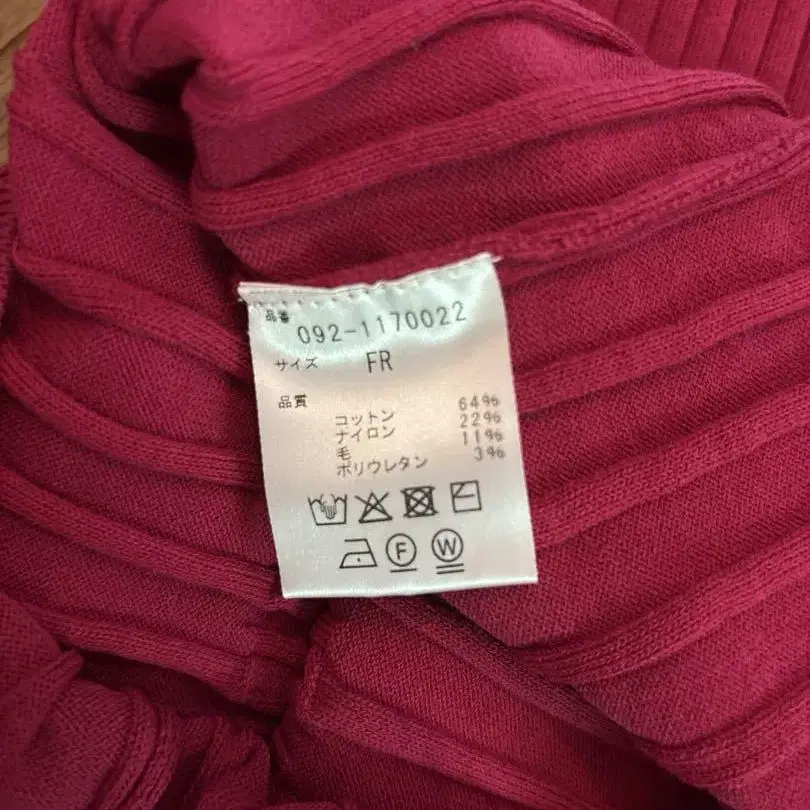 品番 092-1170022
サイズ FR
品質
コットン 64%
ナイロン 22%
毛 11%
ポリウレタン 3%
F W